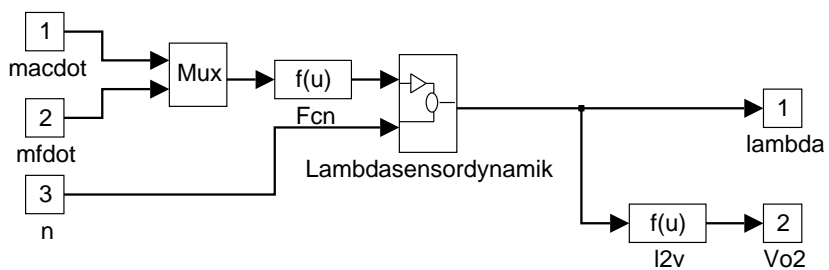 1
macdot
Mux
f(u)
Fcn
2
mfdot
3
n
Lambdasensordynamik
1
lambda
f(u)
l2v
2
Vo2